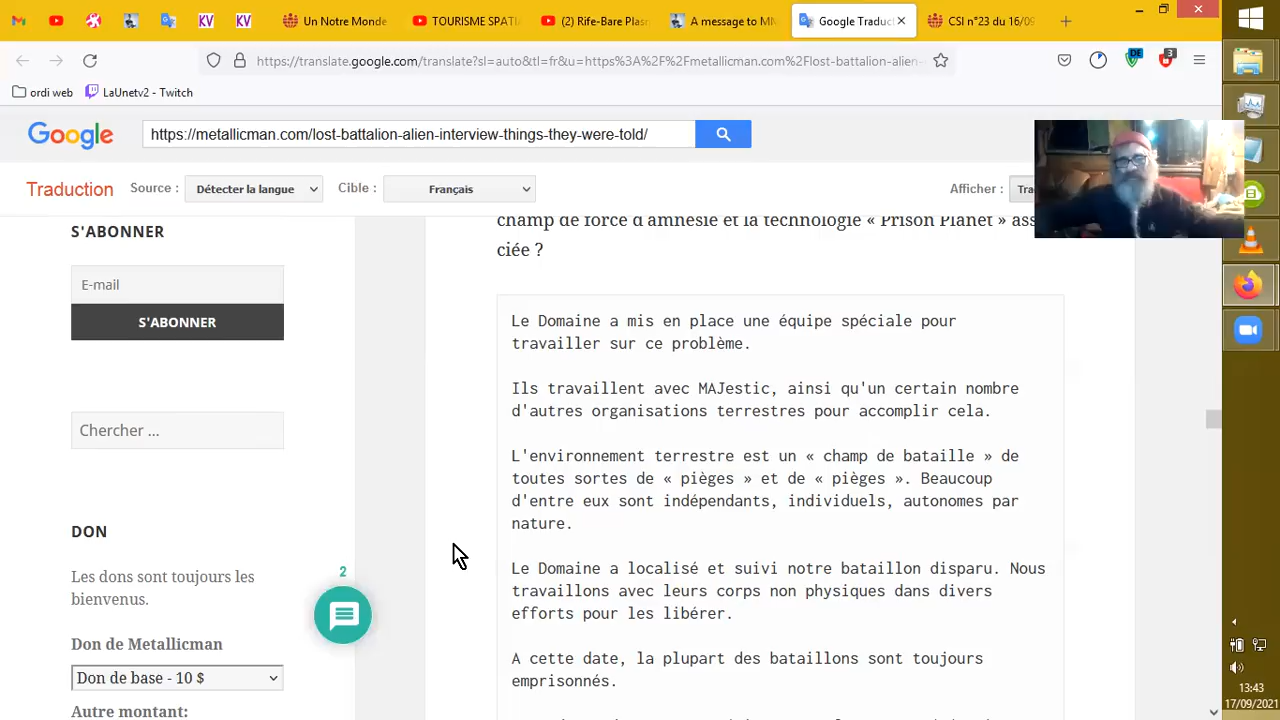 Un Notre Monde
TOURISME SPATI
(2) Rife-Bare Plasm
A message to MN
Google Traduc
CSI n°23 du 16/09
https://translate.google.com/translate?sl=auto&tl=fr&u=https%3A%2F%2Fmetallicman.com%2Flost-battalion-alien-
DE
3
ordi web
LaUnetv2 - Twitch
Google
https://metallicman.com/lost-battalion-alien-interview-things-they-were-told/
Traduction
Source :
Détecter la langue
Cible :
Français
Afficher :
Tra
S'ABONNER
E-mail
S'ABONNER
Chercher ...
DON
Les dons sont toujours les
bienvenus.
Don de Metallicman
Don de base - 10 $
Autre montant:
2
champ de force d'amnésie et la technologie « Prison Planet » ass
ciée ?
Le Domaine a mis en place une équipe spéciale pour
travailler sur ce problème.
Ils travaillent avec MAJestic, ainsi qu'un certain nombre
d'autres organisations terrestres pour accomplir cela.
L'environnement terrestre est un « champ de bataille » de
toutes sortes de « pièges » et de « pièges ». Beaucoup
d'entre eux sont indépendants, individuels, autonomes par
nature.
Le Domaine a localisé et suivi notre bataillon disparu. Nous
travaillons avec leurs corps non physiques dans divers
efforts pour les libérer.
A cette date, la plupart des bataillons sont toujours
emprisonnés.
13:43
17/09/2021